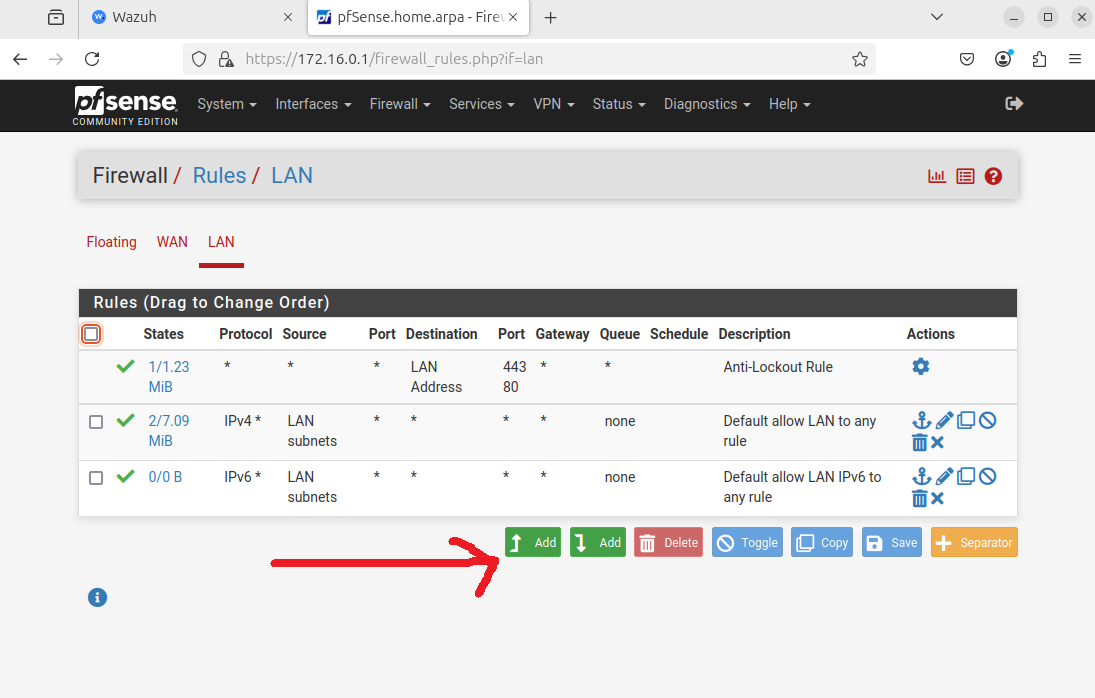 Wazuh
pfSense.home.arpa - Firew
https://172.16.0.1/firewall_rules.php?if=lan
pfsense
COMMUNITY EDITION
System Interfaces Firewall Services VPN Status Diagnostics Help
Firewall / Rules / LAN
Floating WAN LAN
Rules (Drag to Change Order)
States Protocol Source Port Destination Port Gateway Queue Schedule Description Actions
1/1.23 * * * LAN 443 * * Anti-Lockout Rule
MiB Address 80
2/7.09 IPv4 * LAN * * * * none Default allow LAN to any
MiB subnets rule
0/0 B IPv6 * LAN * * * * none Default allow LAN IPv6 to
subnets any rule
Add Add Delete Toggle Copy Save Separator